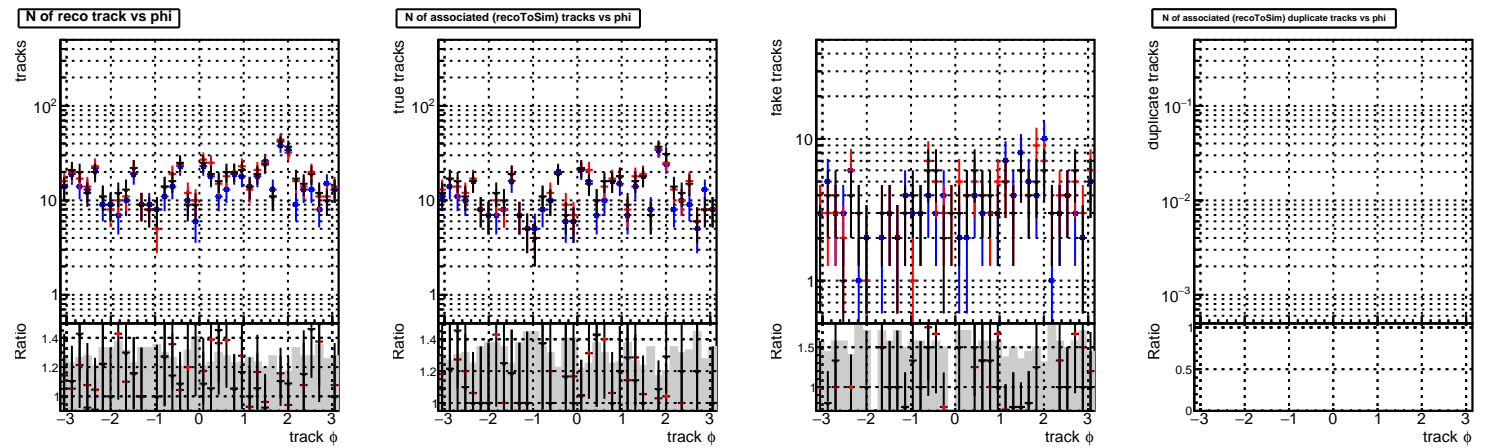 N of reco track vs phi
tracks
10²
10
1
Ratio
1.4
1.2
1
−3 −2 −1 0 1 2 3
track ϕ
N of associated (recoToSim) tracks vs phi
true tracks
10²
10
1
Ratio
1.4
1.2
1
−3 −2 −1 0 1 2 3
track ϕ
fake tracks
10
1
Ratio
1.5
1
−3 −2 −1 0 1 2 3
track ϕ
N of associated (recoToSim) duplicate tracks vs phi
duplicate tracks
10⁻¹
10⁻²
10⁻³
Ratio
1
0.5
0
−3 −2 −1 0 1 2 3
track ϕ